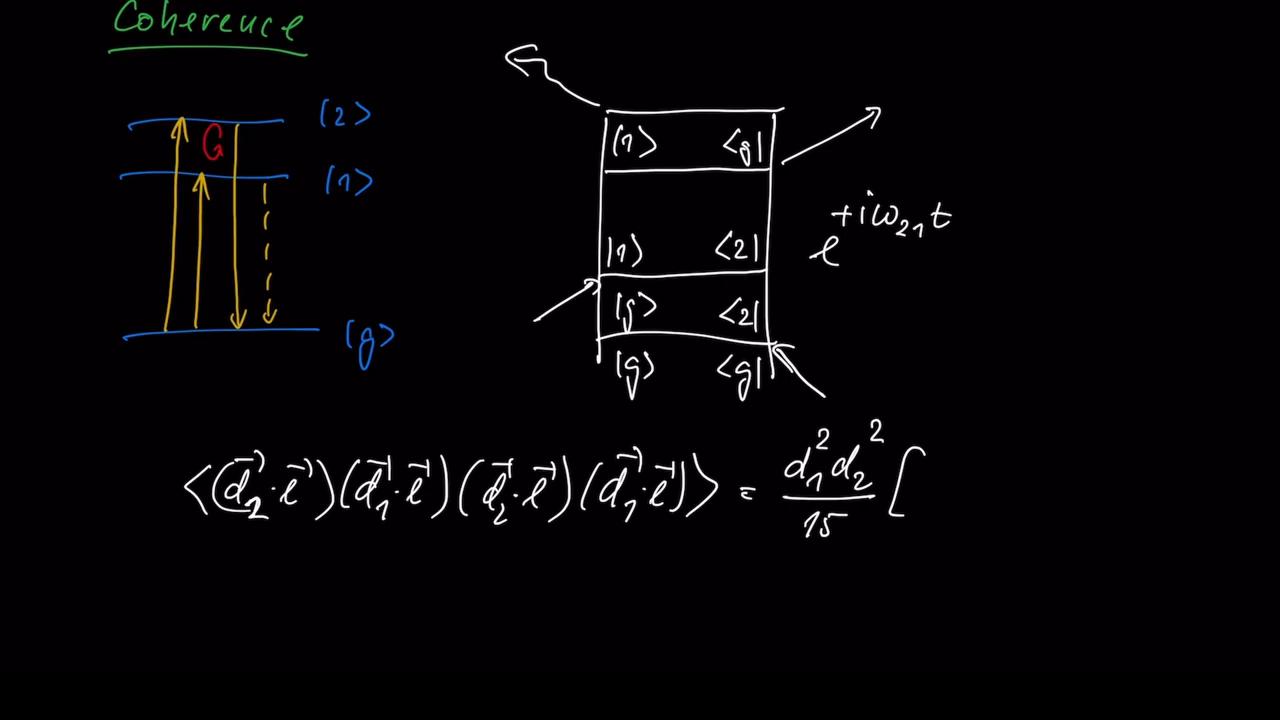 Coherence
|2⟩
G
|1⟩
|g⟩
|1⟩ ⟨g|
|1⟩ ⟨2|
|g⟩ ⟨2|
|g⟩ ⟨g|
e^{+iω₂₁t}
⟨(d⃗₂·e⃗)(d⃗₁·e⃗)(d⃗₂·e⃗)(d⃗₁·e⃗)⟩ = d₁²d₂²/15 [